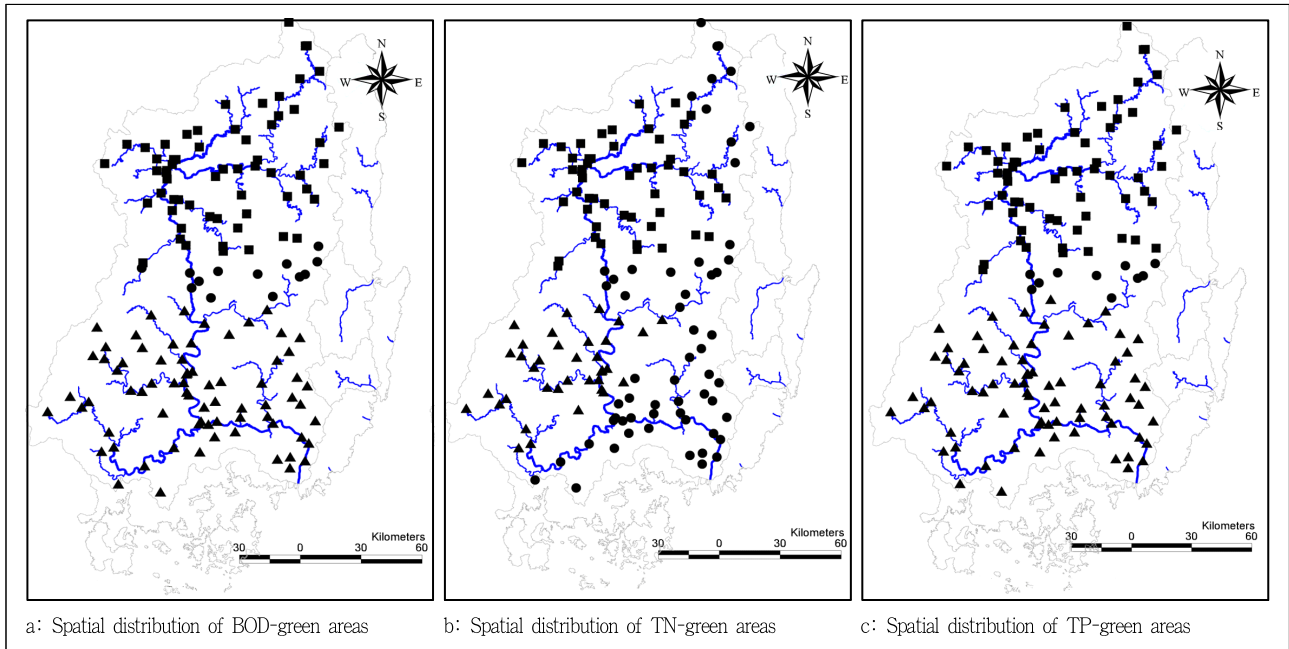 N
W E
S
Kilometers
30 0 30 60
a: Spatial distribution of BOD-green areas
N
W E
S
Kilometers
30 0 30 60
b: Spatial distribution of TN-green areas
N
W E
S
Kilometers
30 0 30 60
c: Spatial distribution of TP-green areas